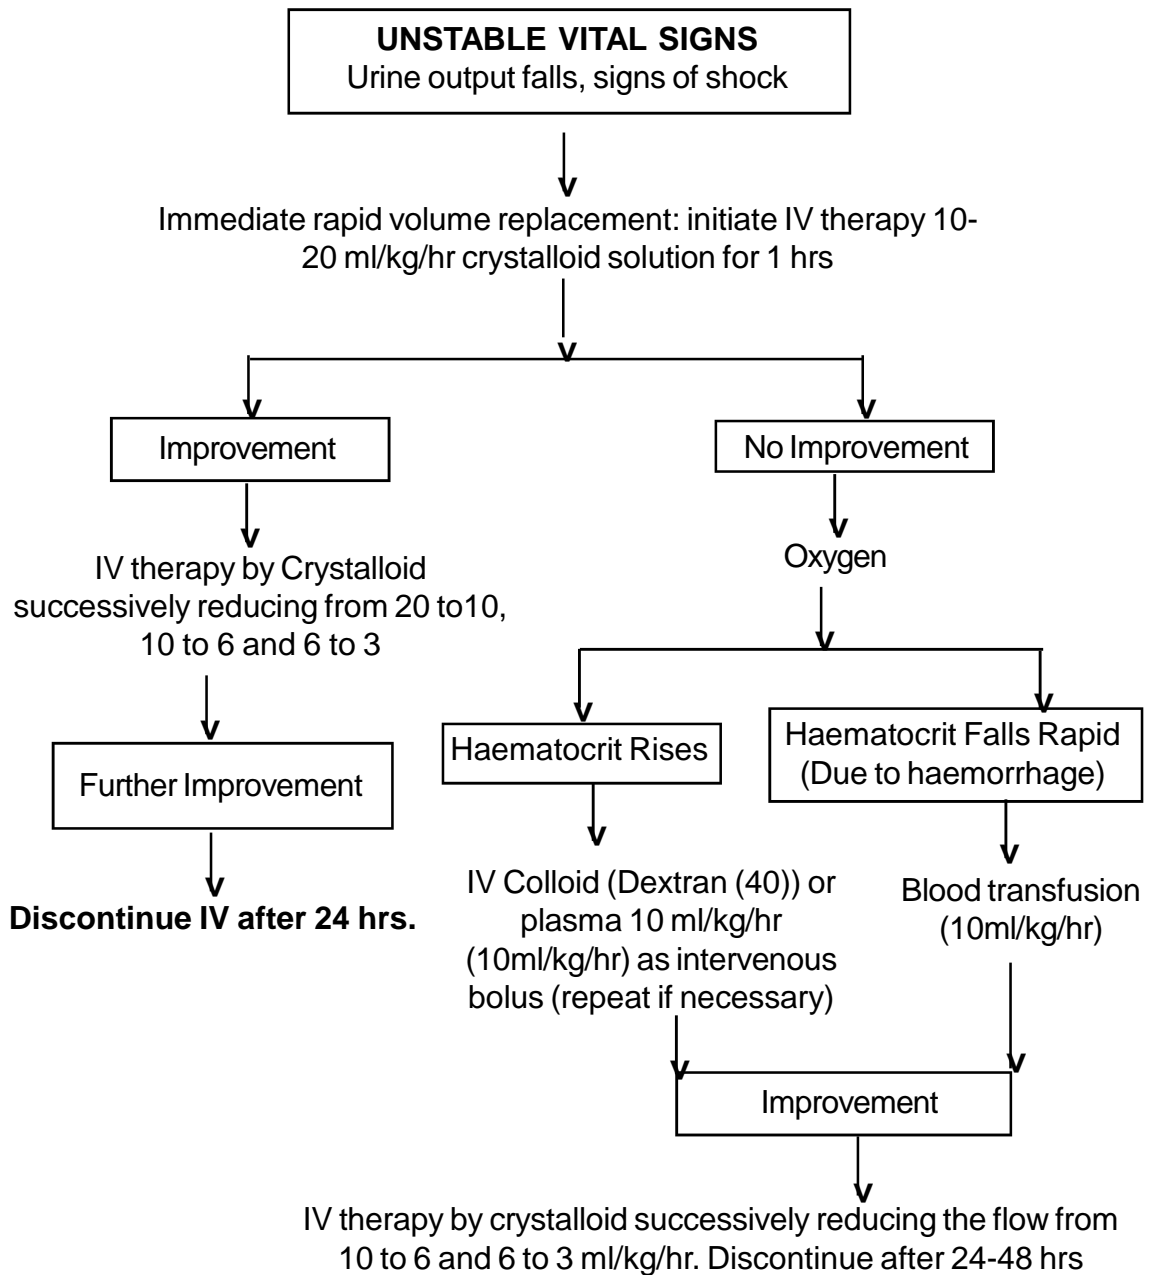 UNSTABLE VITAL SIGNS
Urine output falls, signs of shock
Immediate rapid volume replacement: initiate IV therapy 10-
20 ml/kg/hr crystalloid solution for 1 hrs
Improvement
No Improvement
IV therapy by Crystalloid
successively reducing from 20 to10,
10 to 6 and 6 to 3
Oxygen
Further Improvement
Haematocrit Rises
Haematocrit Falls Rapid
(Due to haemorrhage)
Discontinue IV after 24 hrs.
IV Colloid (Dextran (40)) or
plasma 10 ml/kg/hr
(10ml/kg/hr) as intervenous
bolus (repeat if necessary)
Blood transfusion
(10ml/kg/hr)
Improvement
IV therapy by crystalloid successively reducing the flow from
10 to 6 and 6 to 3 ml/kg/hr. Discontinue after 24-48 hrs